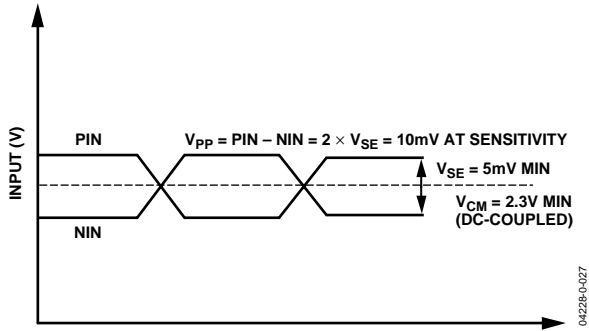 INPUT (V)
PIN
V_PP = PIN – NIN = 2 × V_SE = 10mV AT SENSITIVITY
V_SE = 5mV MIN
V_CM = 2.3V MIN
(DC-COUPLED)
NIN
04228-0-027